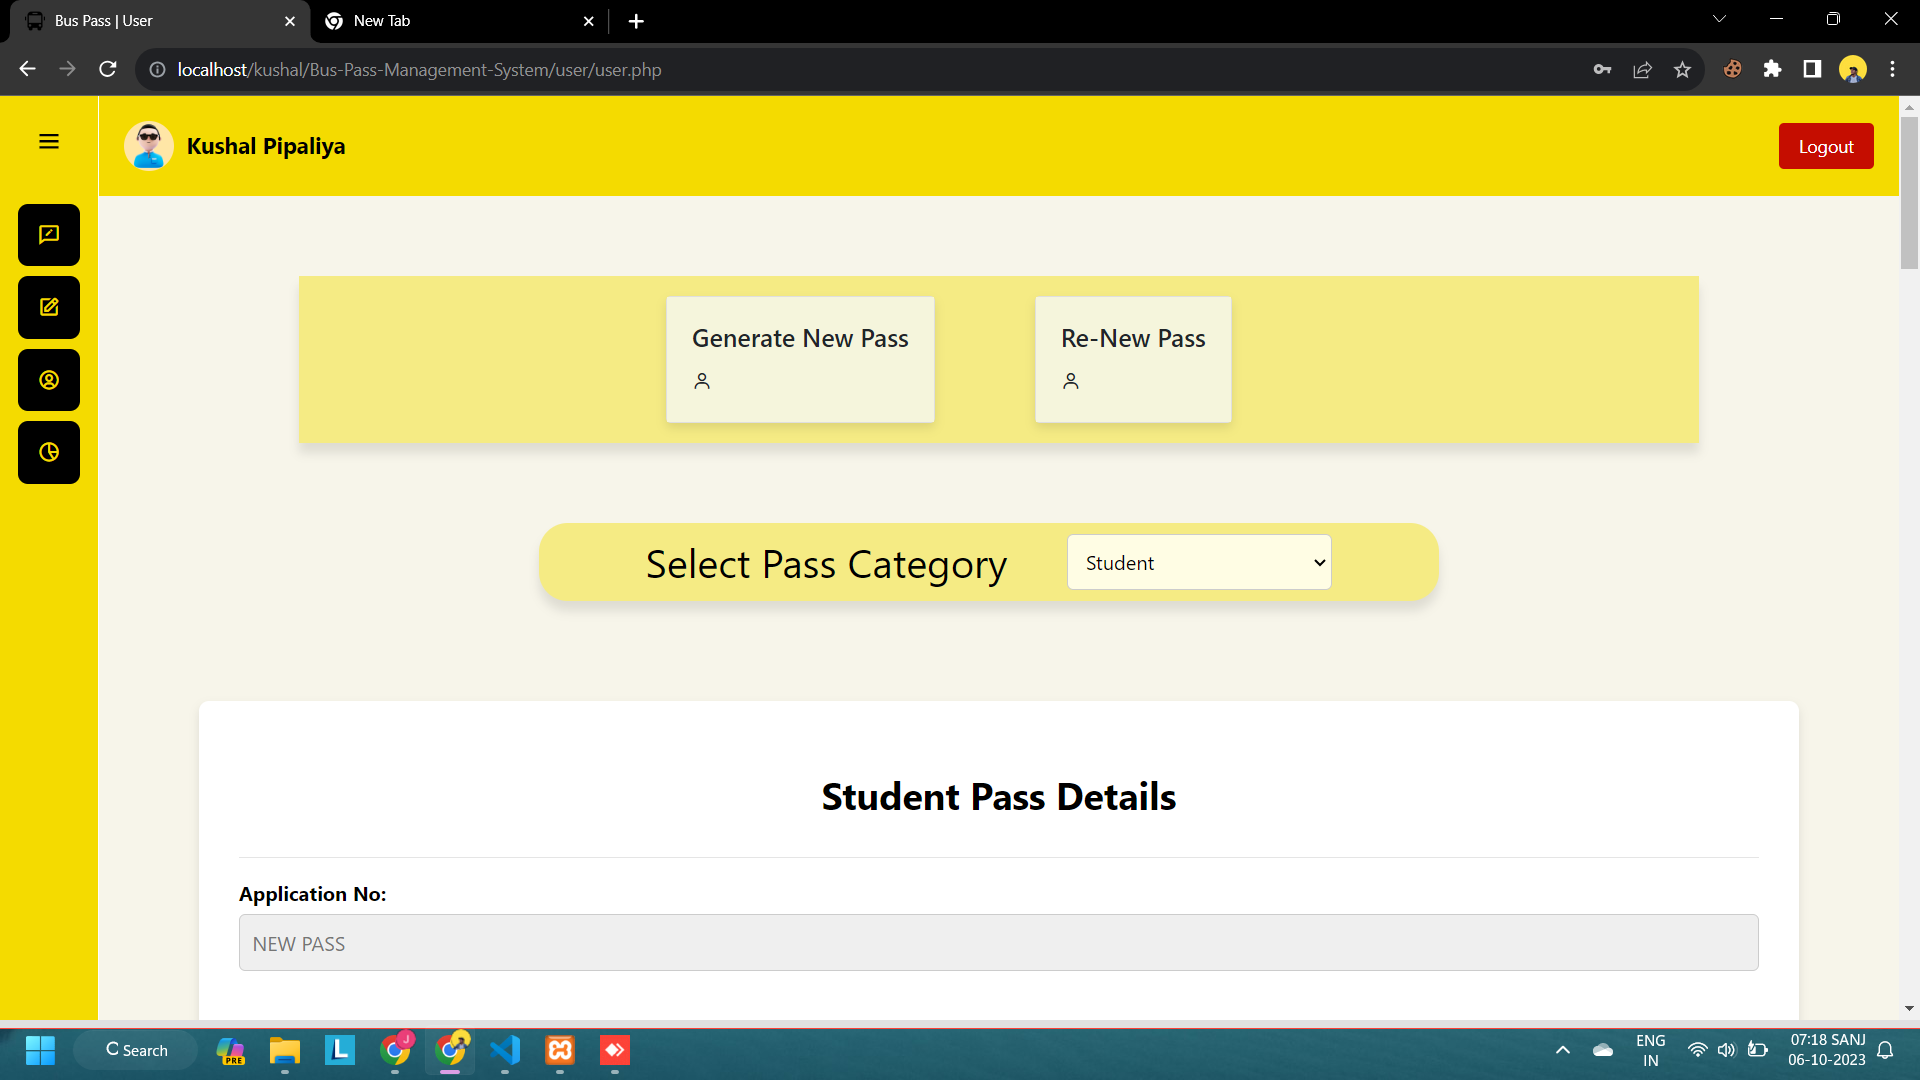 Bus Pass | User
New Tab
localhost/kushal/Bus-Pass-Management-System/user/user.php
Kushal Pipaliya
Logout
Generate New Pass
Re-New Pass
Select Pass Category
Student
Student Pass Details
Application No:
NEW PASS
Search
PRE
L
J
ENG
IN
07:18 SANJ
06-10-2023